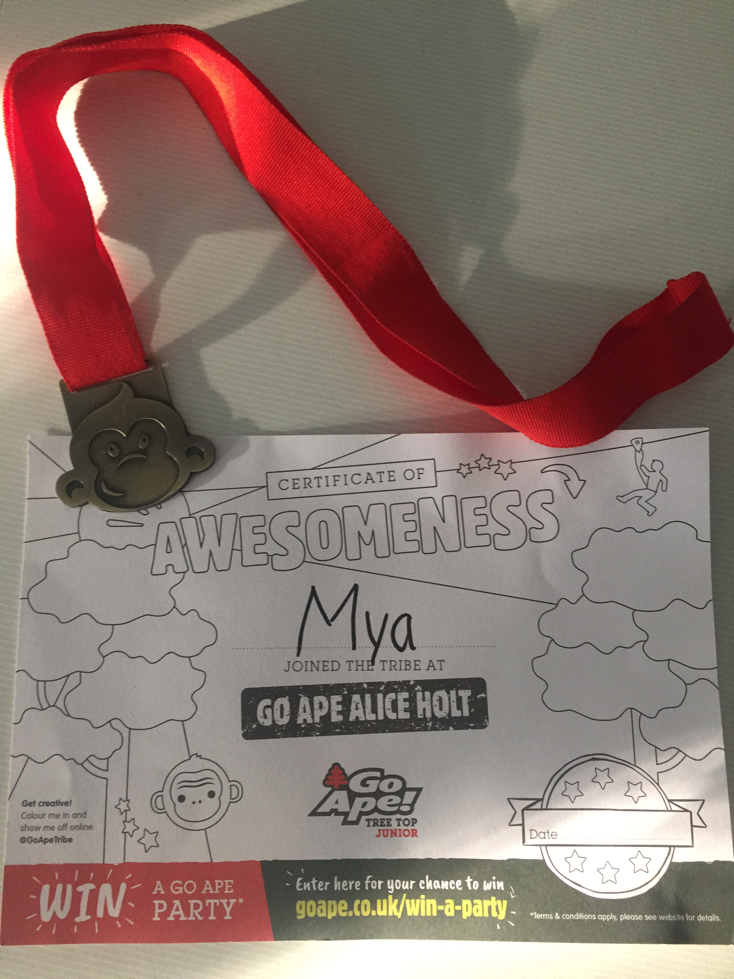 CERTIFICATE OF
AWESOMENESS
Mya
JOINED THE TRIBE AT
GO APE ALICE HOLT
Go
Ape!
TREE TOP
JUNIOR
Get creative!
Colour me in and
show me off online
@GoApeTribe
Date
WIN
A GO APE
PARTY*
Enter here for your chance to win
goape.co.uk/win-a-party
*Terms & conditions apply, please see website for details.